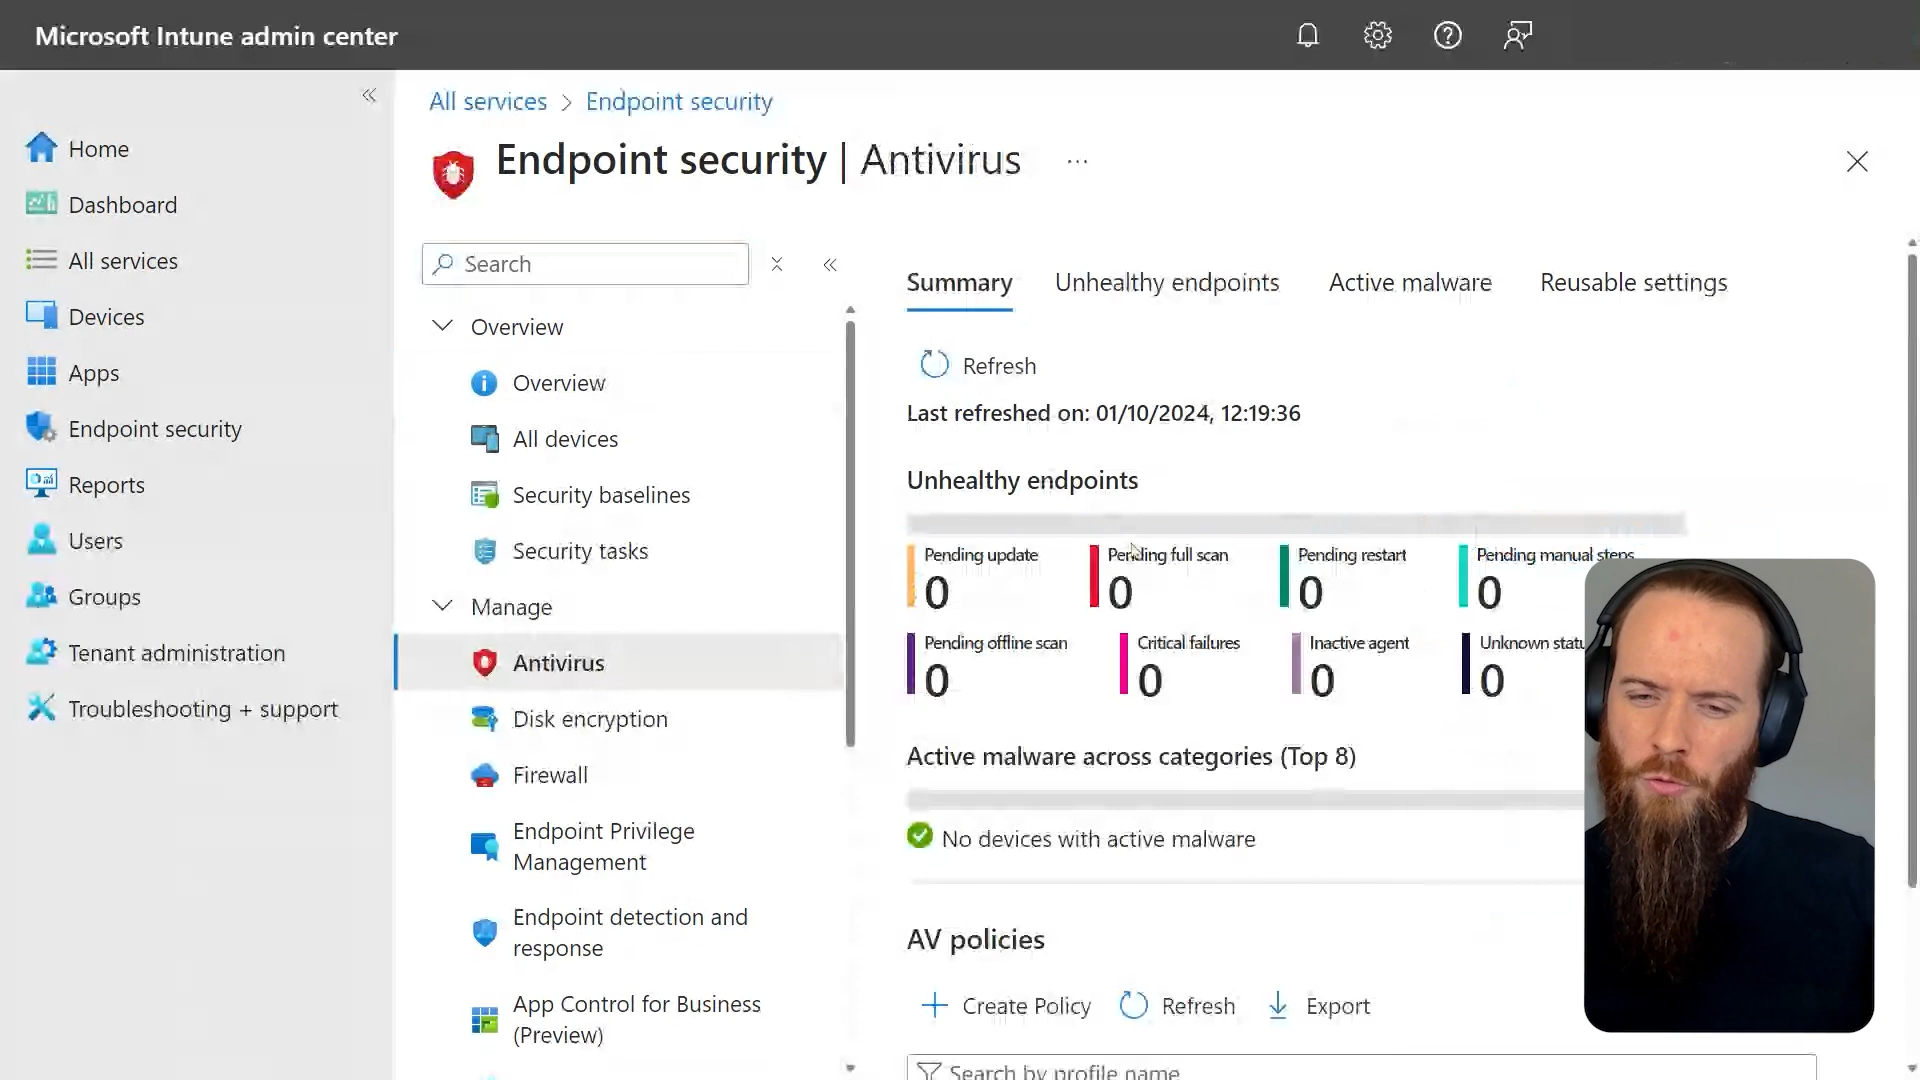 Microsoft Intune admin center
Home
Dashboard
All services
Devices
Apps
Endpoint security
Reports
Users
Groups
Tenant administration
Troubleshooting + support
All services > Endpoint security
Endpoint security | Antivirus
Search
Overview
Overview
All devices
Security baselines
Security tasks
Manage
Antivirus
Disk encryption
Firewall
Endpoint Privilege
Management
Endpoint detection and
response
App Control for Business
(Preview)
Summary Unhealthy endpoints Active malware Reusable settings
Refresh
Last refreshed on: 01/10/2024, 12:19:36
Unhealthy endpoints
Pending update Pending full scan Pending restart Pending manual steps
0 0 0 0
Pending offline scan Critical failures Inactive agent Unknown statu
0 0 0 0
Active malware across categories (Top 8)
No devices with active malware
AV policies
Create Policy Refresh Export
Search by profile name